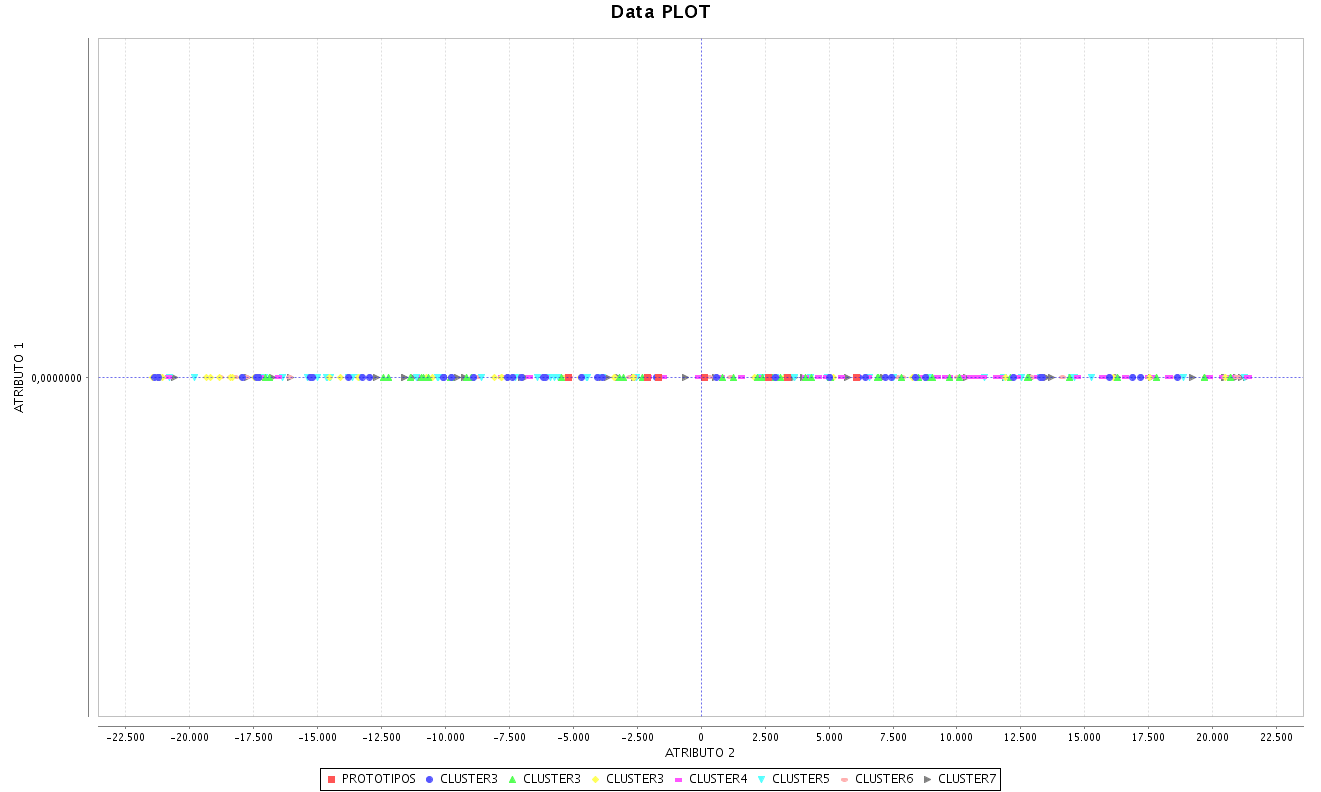 Data PLOT
ATRIBUTO 1
0,0000000
-22.500 -20.000 -17.500 -15.000 -12.500 -10.000 -7.500 -5.000 -2.500 0 2.500 5.000 7.500 10.000 12.500 15.000 17.500 20.000 22.500
ATRIBUTO 2
PROTOTIPOS CLUSTER3 CLUSTER3 CLUSTER3 CLUSTER4 CLUSTER5 CLUSTER6 CLUSTER7